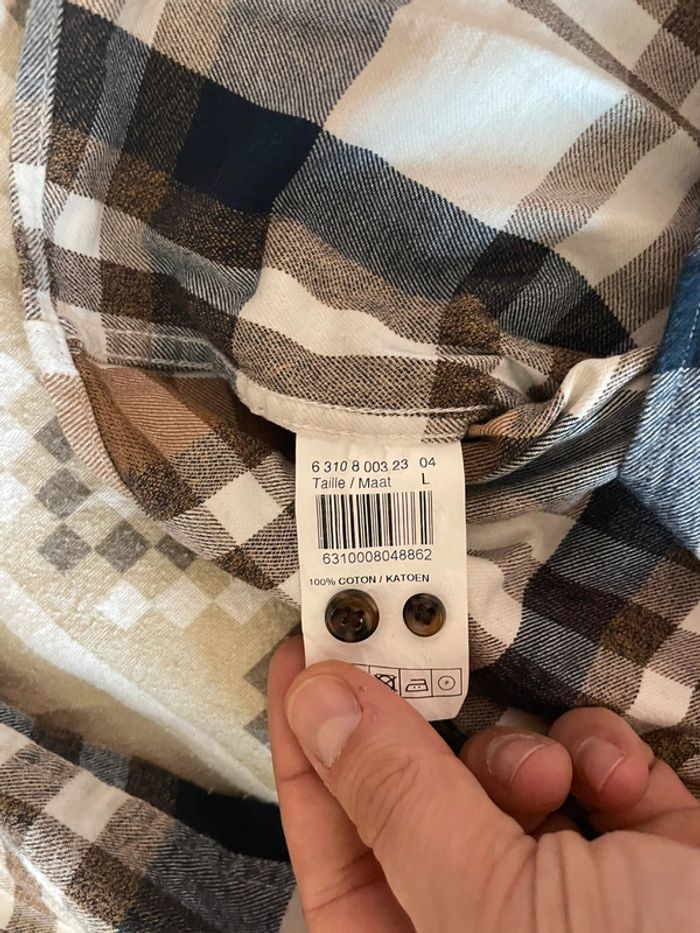 6 310 8 003 23 04
Taille / Maat L
6310008048862
100% COTON / KATOEN
P